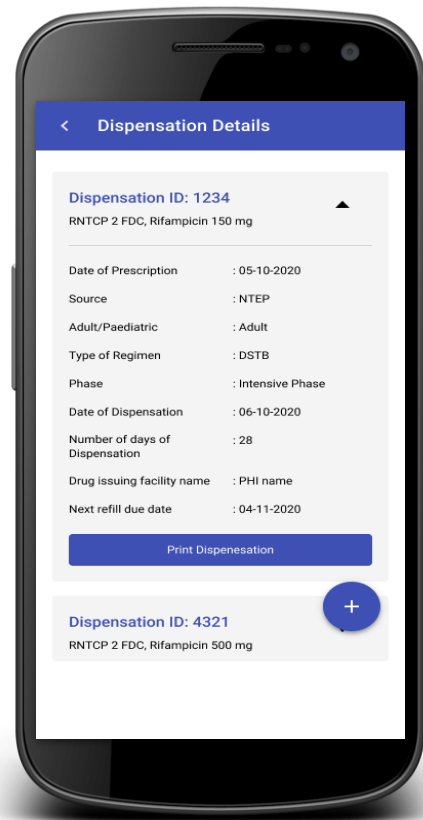 Dispensation Details
Dispensation ID: 1234
RNTCP 2 FDC, Rifampicin 150 mg
Date of Prescription : 05-10-2020
Source : NTEP
Adult/Paediatric : Adult
Type of Regimen : DSTB
Phase : Intensive Phase
Date of Dispensation : 06-10-2020
Number of days of : 28
Dispensation
Drug issuing facility name : PHI name
Next refill due date : 04-11-2020
Print Dispenesation
Dispensation ID: 4321
RNTCP 2 FDC, Rifampicin 500 mg